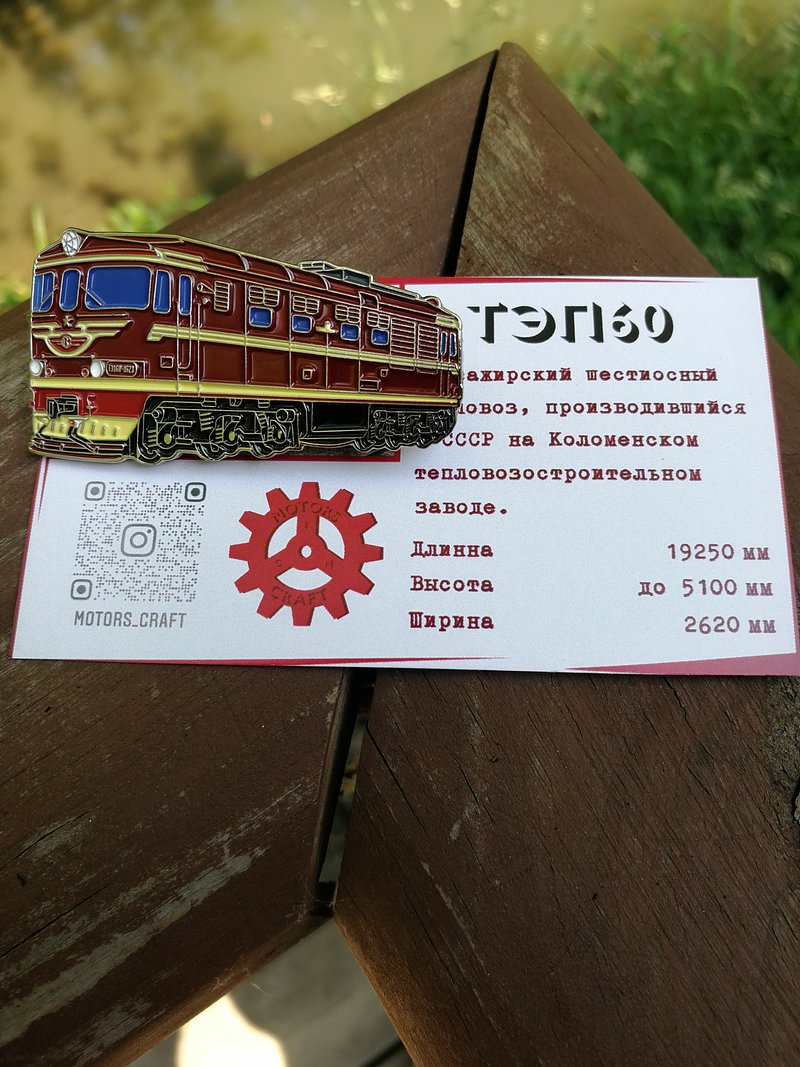 ТЭП60
ажирский шестиосный
ловоз, производившийся
СССР на Коломенском
тепловозостроительном
заводе.
Длинна 19250 мм
Высота до 5100 мм
Ширина 2620 мм
MOTORS
CRAFT
MOTORS_CRAFT